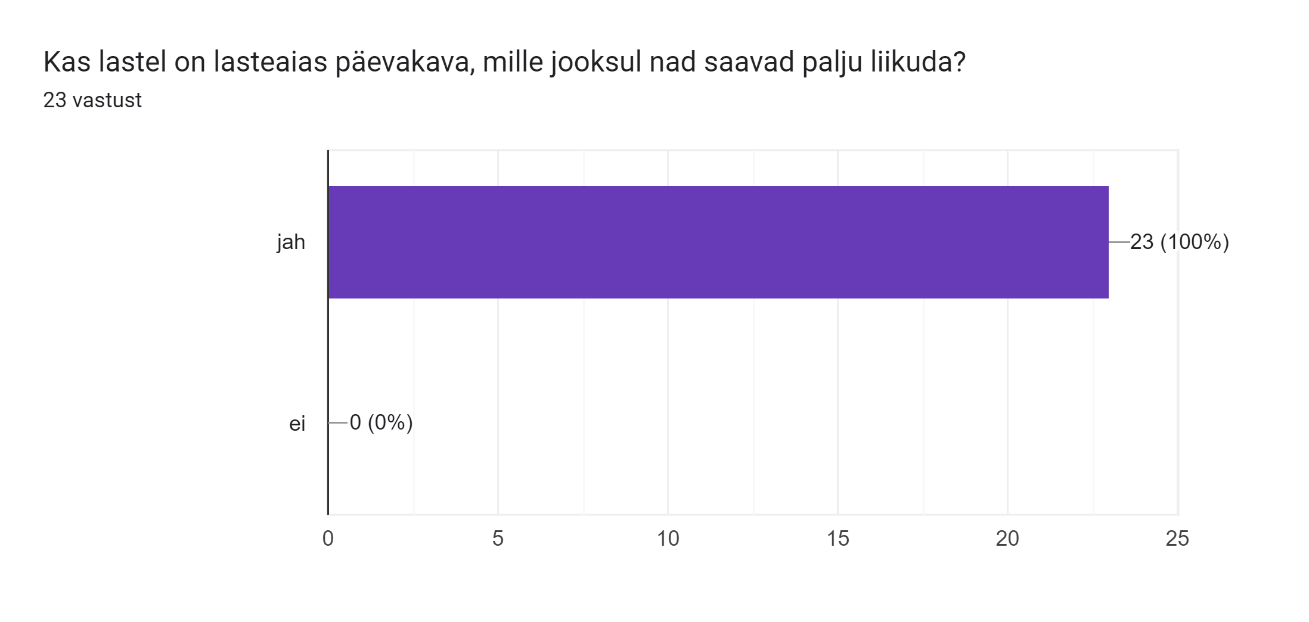 Kas lastel on lasteaias päevakava, mille jooksul nad saavad palju liikuda?
23 vastust
jah
23 (100%)
ei
0 (0%)
0 5 10 15 20 25